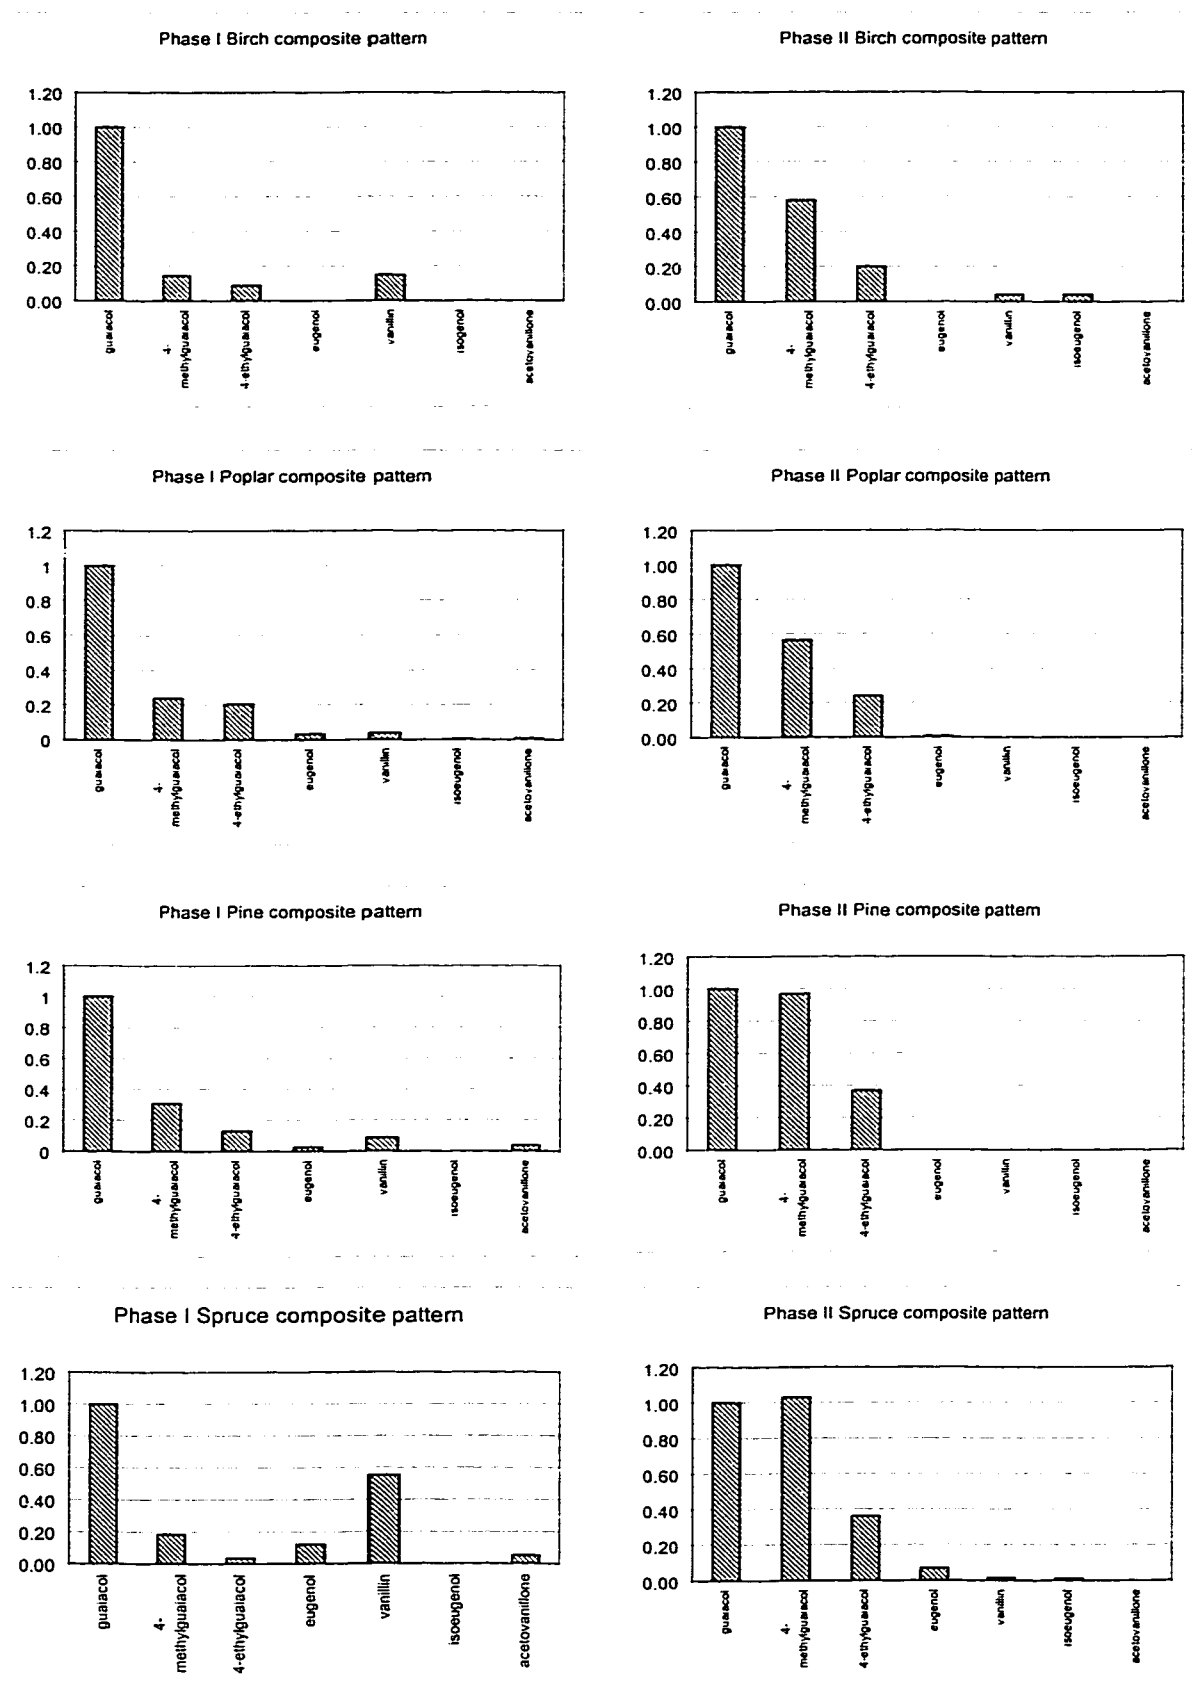 Phase I Birch composite pattern
1.20
1.00
0.80
0.60
0.40
0.20
0.00
guaiacol
4-
methylguaiacol
4-ethylguaiacol
eugenol
vanillin
isogenol
acetovanillone
Phase II Birch composite pattern
1.20
1.00
0.80
0.60
0.40
0.20
0.00
guaiacol
4-
methylguaiacol
4-ethylguaiacol
eugenol
vanillin
isoeugenol
acetovanillone
Phase I Poplar composite pattern
1.2
1
0.8
0.6
0.4
0.2
0
guaiacol
4-
methylguaiacol
4-ethylguaiacol
eugenol
vanillin
isoeugenol
acetovanillone
Phase II Poplar composite pattern
1.20
1.00
0.80
0.60
0.40
0.20
0.00
guaiacol
4-
methylguaiacol
4-ethylguaiacol
eugenol
vanillin
isoeugenol
acetovanillone
Phase I Pine composite pattern
1.2
1
0.8
0.6
0.4
0.2
0
guaiacol
4-
methylguaiacol
4-ethylguaiacol
eugenol
vanillin
isoeugenol
acetovanillone
Phase II Pine composite pattern
1.20
1.00
0.80
0.60
0.40
0.20
0.00
guaiacol
4-
methylguaiacol
4-ethylguaiacol
eugenol
vanillin
isoeugenol
acetovanillone
Phase I Spruce composite pattern
1.20
1.00
0.80
0.60
0.40
0.20
0.00
guaiacol
4-
methylguaiacol
4-ethylguaiacol
eugenol
vanillin
isoeugenol
acetovanillone
Phase II Spruce composite pattern
1.20
1.00
0.80
0.60
0.40
0.20
0.00
guaiacol
4-
methylguaiacol
4-ethylguaiacol
eugenol
vanillin
isoeugenol
acetovanillone